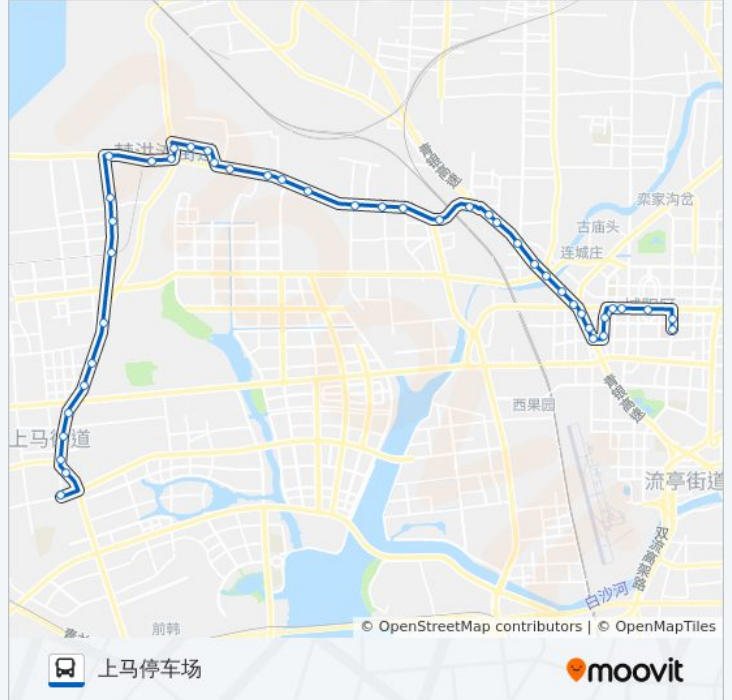 棘洪滩街道
青银高速
栾家沟岔
古庙头
连城庄
城阳区
青银高速
西果园
上马街道
流亭街道
双流高架路
白沙河
前韩
© OpenStreetMap contributors | © OpenMapTiles
上马停车场
moovit